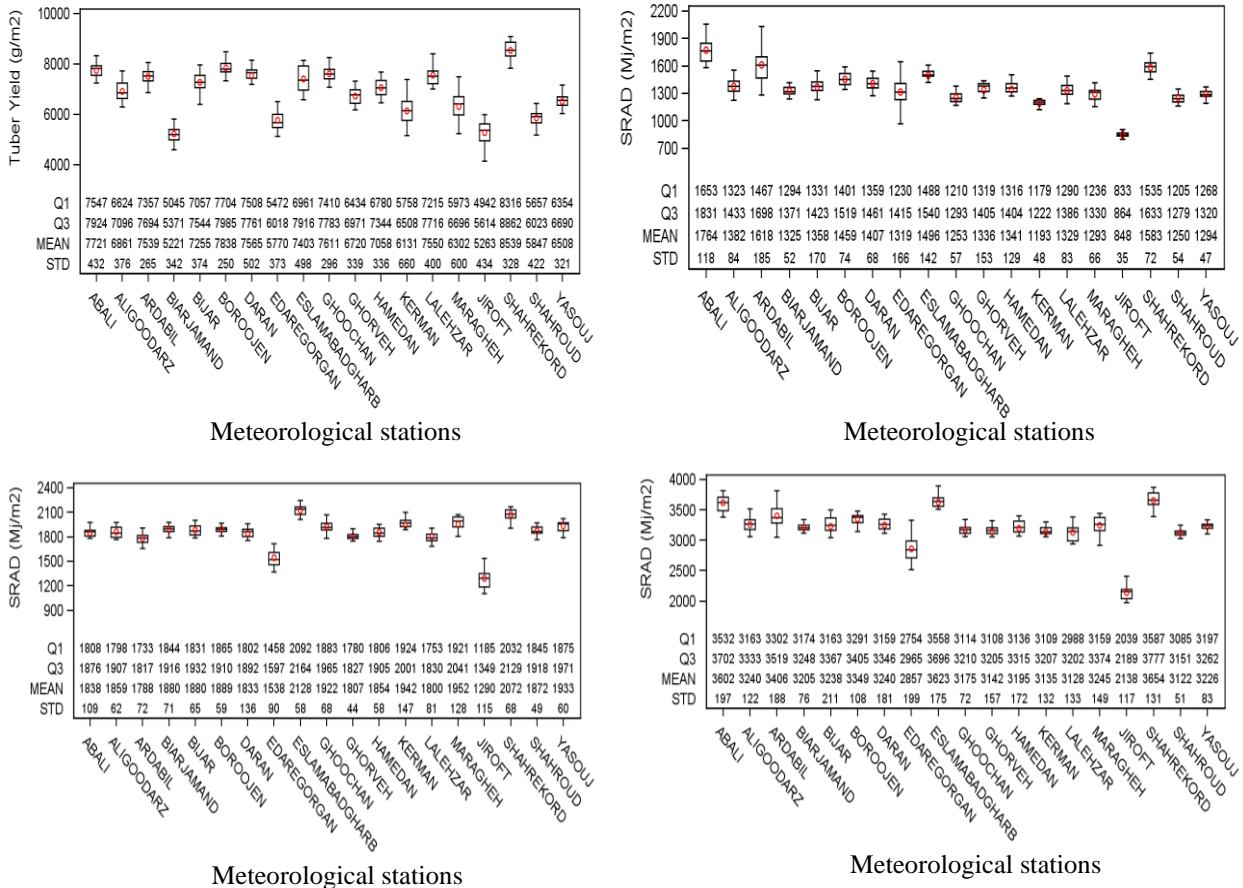 Tuber Yield (g/m2)
10000
8000
6000
4000
Q1 7547 6624 7357 5045 7057 7704 7508 5472 6961 7410 6434 6780 5758 7215 5973 4942 8316 5657 6354
Q3 7924 7096 7694 5371 7544 7985 7761 6018 7916 7783 6971 7344 6508 7716 6600 5614 8862 6023 6690
MEAN 7721 6861 7539 5221 7255 7838 7565 5770 7403 7611 6720 7058 6131 7550 6302 5263 8539 5847 6508
STD 432 376 265 342 374 250 502 373 498 296 339 336 660 400 600 434 328 422 321
ABALI
ALIGOODARZ
ARDABIL
BIARJAMAND
BIJAR
BOROOJEN
DARAN
EDAREGORGAN
ESLAMABADGHARB
GHOOCHAN
GHORVEH
HAMEDAN
KERMAN
LALEHZAR
MARAGHEH
JIROFT
SHAHREKORD
SHAHROUD
YASOUJ
Meteorological stations
SRAD (Mj/m2)
2200
1900
1600
1300
1000
700
Q1 1653 1323 1467 1294 1331 1401 1359 1230 1488 1210 1319 1316 1179 1290 1236 833 1535 1205 1268
Q3 1831 1433 1698 1371 1423 1519 1461 1415 1540 1293 1405 1404 1222 1386 1330 864 1633 1279 1320
MEAN 1764 1382 1618 1325 1358 1459 1407 1319 1496 1253 1336 1341 1193 1329 1293 848 1583 1250 1294
STD 118 84 185 52 170 74 68 166 142 57 153 129 48 83 66 35 72 54 47
ABALI
ALIGOODARZ
ARDABIL
BIARJAMAND
BIJAR
BOROOJEN
DARAN
EDAREGORGAN
ESLAMABADGHARB
GHOOCHAN
GHORVEH
HAMEDAN
KERMAN
LALEHZAR
MARAGHEH
JIROFT
SHAHREKORD
SHAHROUD
YASOUJ
Meteorological stations
SRAD (Mj/m2)
2400
2100
1800
1500
1200
900
Q1 1808 1798 1733 1844 1831 1865 1802 1458 2092 1883 1780 1806 1924 1753 1921 1185 2032 1845 1875
Q3 1876 1907 1817 1916 1932 1910 1892 1597 2164 1965 1827 1905 2001 1830 2041 1349 2129 1918 1971
MEAN 1838 1859 1788 1880 1880 1889 1833 1538 2128 1922 1807 1854 1942 1800 1952 1290 2072 1872 1933
STD 109 62 72 71 65 59 136 90 58 68 44 58 147 81 128 115 68 49 60
ABALI
ALIGOODARZ
ARDABIL
BIARJAMAND
BIJAR
BOROOJEN
DARAN
EDAREGORGAN
ESLAMABADGHARB
GHOOCHAN
GHORVEH
HAMEDAN
KERMAN
LALEHZAR
MARAGHEH
JIROFT
SHAHREKORD
SHAHROUD
YASOUJ
Meteorological stations
SRAD (Mj/m2)
4000
3500
3000
2500
2000
Q1 3532 3163 3302 3174 3163 3291 3159 2754 3558 3114 3108 3136 3109 2988 3159 2039 3587 3085 3197
Q3 3702 3333 3519 3248 3367 3405 3346 2965 3696 3210 3205 3315 3207 3202 3374 2189 3777 3151 3262
MEAN 3602 3240 3406 3205 3238 3349 3240 2857 3623 3175 3142 3195 3135 3128 3245 2138 3654 3122 3226
STD 197 122 188 76 211 108 181 199 175 72 157 172 132 133 149 117 131 51 83
ABALI
ALIGOODARZ
ARDABIL
BIARJAMAND
BIJAR
BOROOJEN
DARAN
EDAREGORGAN
ESLAMABADGHARB
GHOOCHAN
GHORVEH
HAMEDAN
KERMAN
LALEHZAR
MARAGHEH
JIROFT
SHAHREKORD
SHAHROUD
YASOUJ
Meteorological stations